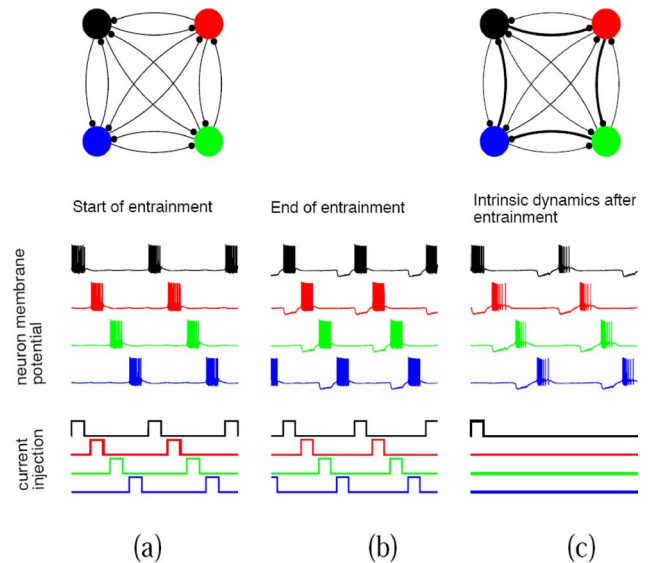 Start of entrainment
End of entrainment
Intrinsic dynamics after
entrainment
neuron membrane
potential
current
injection
(a)
(b)
(c)